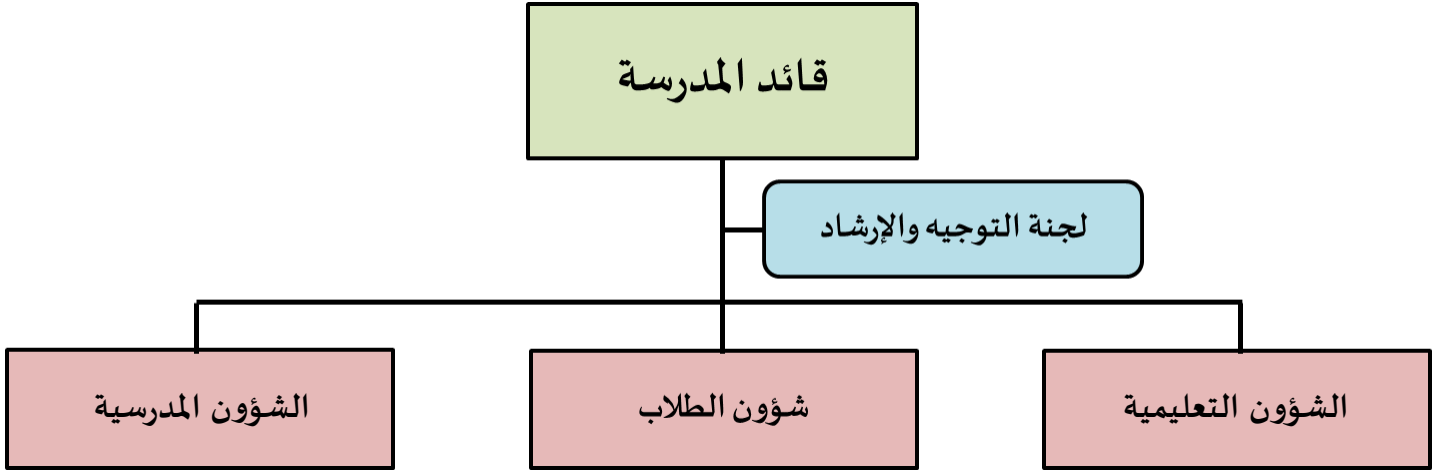 قائد المدرسة
لجنة التوجيه والإرشاد
الشؤون التعليمية
شؤون الطلاب
الشؤون المدرسية